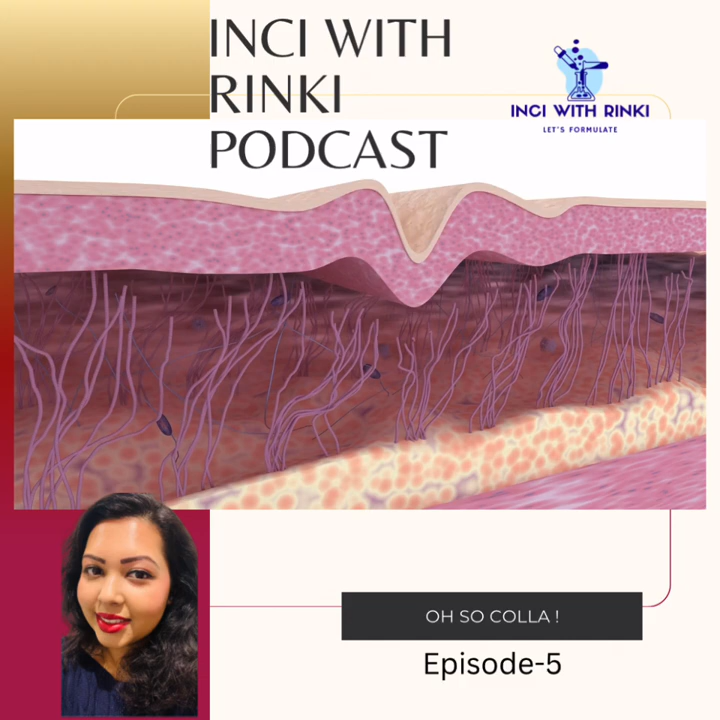 INCI WITH
RINKI
PODCAST
INCI WITH RINKI
LET'S FORMULATE
OH SO COLLA !
Episode-5